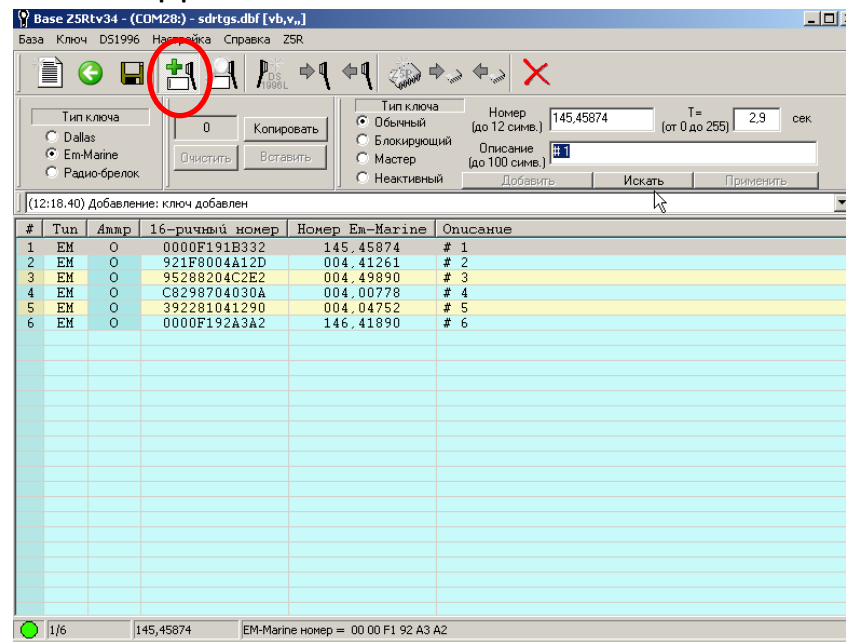 Base Z5Rtv34 - (COM28:) - sdrtgs.dbf [vb,v,,]
База Ключ DS1996 Настройка Справка Z5R
DS
1996L
Z5R
Тип ключа
Dallas
Em-Marine
Радио-брелок
0 Копировать
Очистить Вставить
Тип ключа
Обычный
Блокирующий
Мастер
Неактивный
Номер
(до 12 симв.)
145,45874
T=
(от 0 до 255)
2,9 сек
Описание
(до 100 симв.)
# 1
Добавить Искать Применить
(12:18.40) Добавление: ключ добавлен
# Тип Аттр 16-ричный номер Номер Em-Marine Описание
1 EM O 0000F191B332 145,45874 # 1
2 EM O 921F8004A12D 004,41261 # 2
3 EM O 95288204C2E2 004,49890 # 3
4 EM O C8298704030A 004,00778 # 4
5 EM O 392281041290 004,04752 # 5
6 EM O 0000F192A3A2 146,41890 # 6
1/6 145,45874 EM-Marine номер = 00 00 F1 92 A3 A2